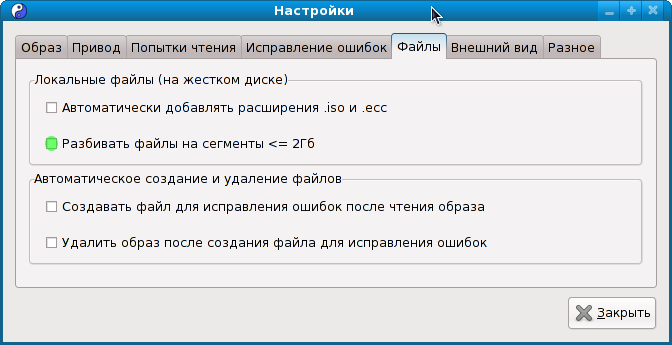 Настройки
Образ Привод Попытки чтения Исправление ошибок Файлы Внешний вид Разное
Локальные файлы (на жестком диске)
Автоматически добавлять расширения .iso и .ecc
Разбивать файлы на сегменты <= 2Гб
Автоматическое создание и удаление файлов
Создавать файл для исправления ошибок после чтения образа
Удалить образ после создания файла для исправления ошибок
Закрыть